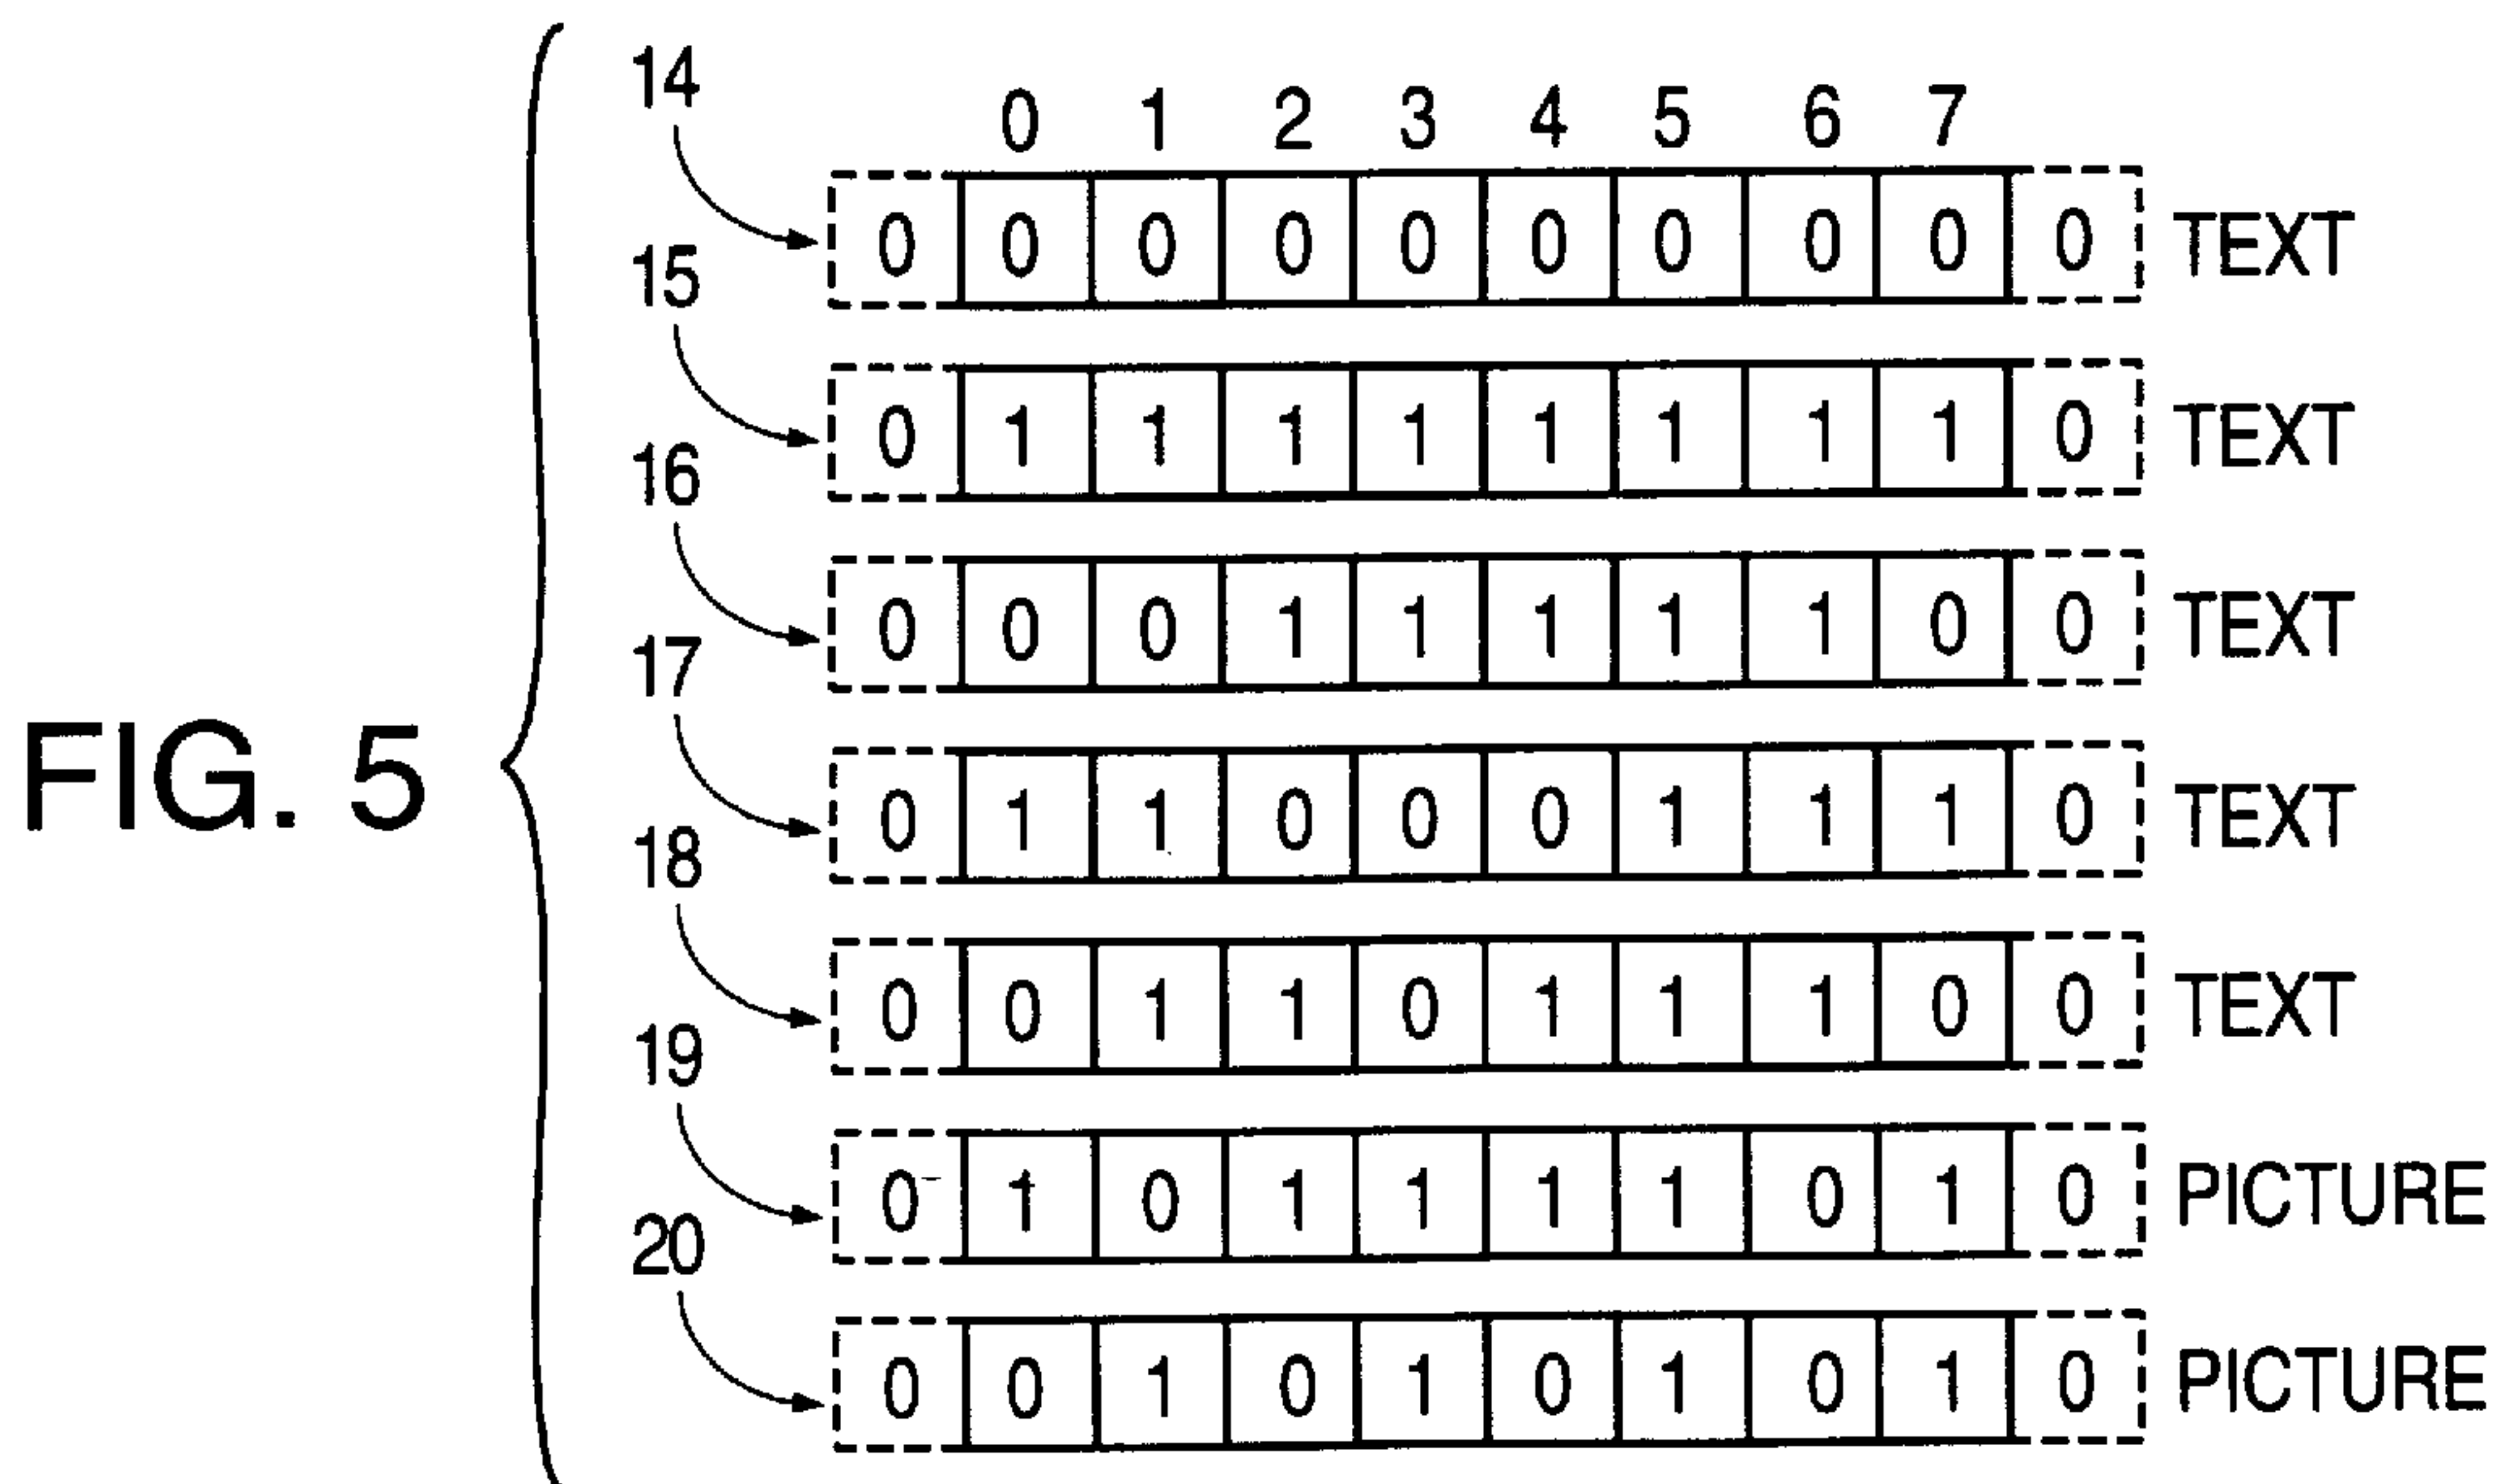 FIG. 5
0 1 2 3 4 5 6 7
14 0 0 0 0 0 0 0 0 0 0 TEXT
15 0 1 1 1 1 1 1 1 1 0 TEXT
16 0 0 0 1 1 1 1 1 0 0 TEXT
17 0 1 1 0 0 0 1 1 1 0 TEXT
18 0 0 1 1 0 1 1 1 0 0 TEXT
19 0 1 0 1 1 1 1 0 1 0 PICTURE
20 0 0 1 0 1 0 1 0 1 0 PICTURE